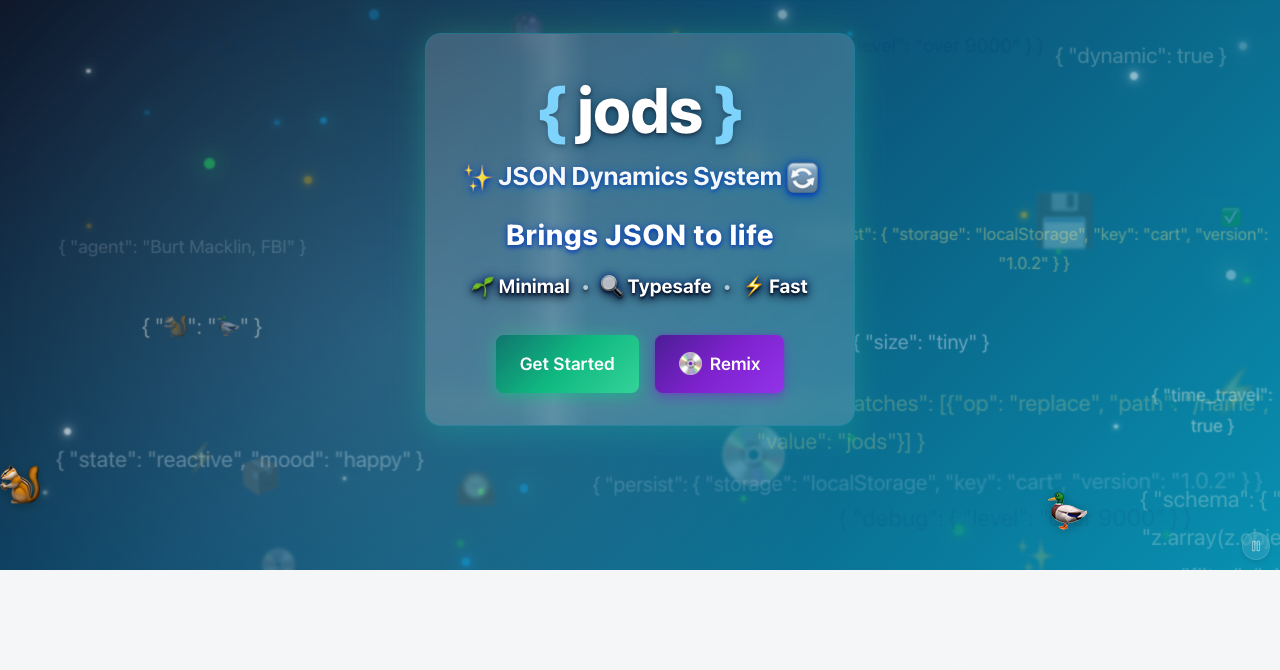 level": "over 9000" } }
{ "dynamic": true }
{ jods }
✨ JSON Dynamics System 🔄
Brings JSON to life
{ "agent": "Burt Macklin, FBI" }
st": { "storage": "localStorage", "key": "cart", "version":
"1.0.2" } }
🌱 Minimal • 🔍 Typesafe • ⚡ Fast
{ "🐿️": "🦆" }
{ "size": "tiny" }
Get Started
💿 Remix
{ "time_travel":
true }
atches": [{"op": "replace", "path": "/name",
"value": "jods"}] }
{ "state": "reactive", "mood": "happy" }
{ "persist": { "storage": "localStorage", "key": "cart", "version": "1.0.2" } }
{ "schema": { "
{ "debug": { "level": "over 9000" } }
"z.array(z.obje